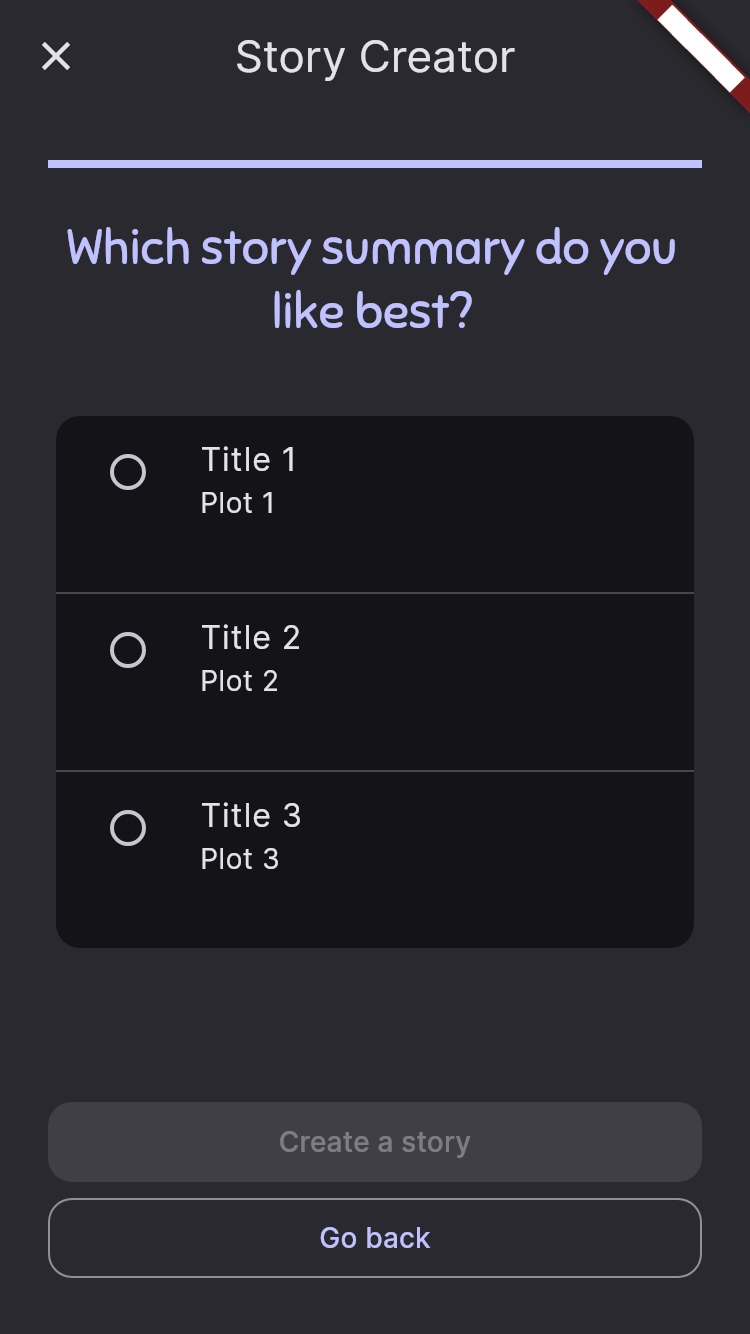 Story Creator
Which story summary do you
like best?
Title 1
Plot 1
Title 2
Plot 2
Title 3
Plot 3
Create a story
Go back